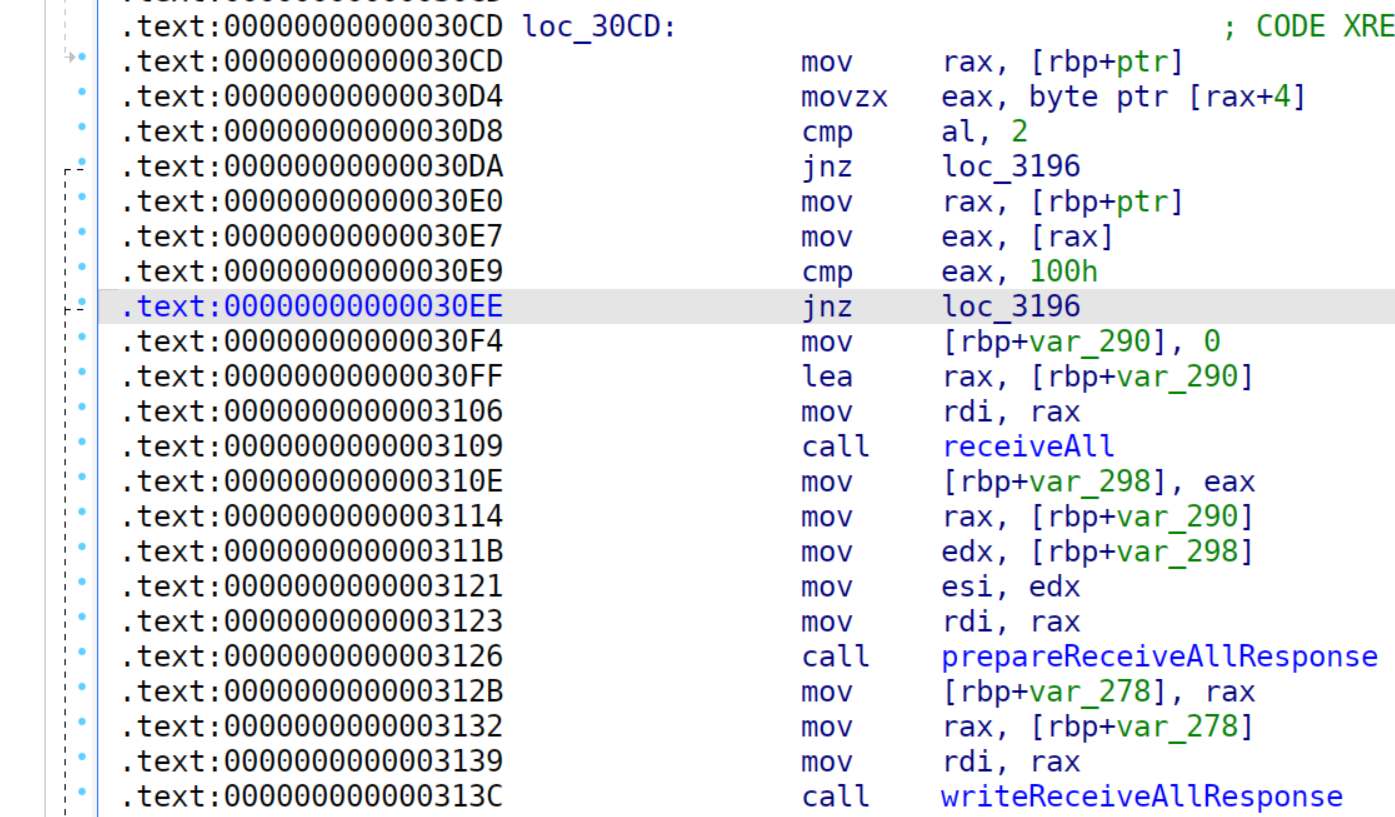 .text:00000000000030CD loc_30CD: ; CODE XRE
.text:00000000000030CD mov rax, [rbp+ptr]
.text:00000000000030D4 movzx eax, byte ptr [rax+4]
.text:00000000000030D8 cmp al, 2
.text:00000000000030DA jnz loc_3196
.text:00000000000030E0 mov rax, [rbp+ptr]
.text:00000000000030E7 mov eax, [rax]
.text:00000000000030E9 cmp eax, 100h
.text:00000000000030EE jnz loc_3196
.text:00000000000030F4 mov [rbp+var_290], 0
.text:00000000000030FF lea rax, [rbp+var_290]
.text:0000000000003106 mov rdi, rax
.text:0000000000003109 call receiveAll
.text:000000000000310E mov [rbp+var_298], eax
.text:0000000000003114 mov rax, [rbp+var_290]
.text:000000000000311B mov edx, [rbp+var_298]
.text:0000000000003121 mov esi, edx
.text:0000000000003123 mov rdi, rax
.text:0000000000003126 call prepareReceiveAllResponse
.text:000000000000312B mov [rbp+var_278], rax
.text:0000000000003132 mov rax, [rbp+var_278]
.text:0000000000003139 mov rdi, rax
.text:000000000000313C call writeReceiveAllResponse